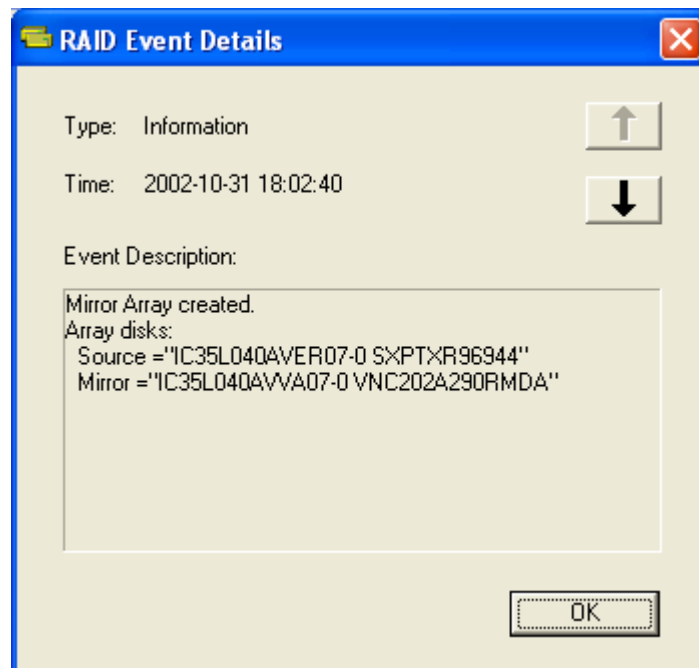 RAID Event Details
Type: Information
Time: 2002-10-31 18:02:40
Event Description:
Mirror Array created.
Array disks:
Source ="IC35L040AVER07-0 SXPTXR96944"
Mirror ="IC35L040AVVA07-0 VNC202A290RMDA"
OK